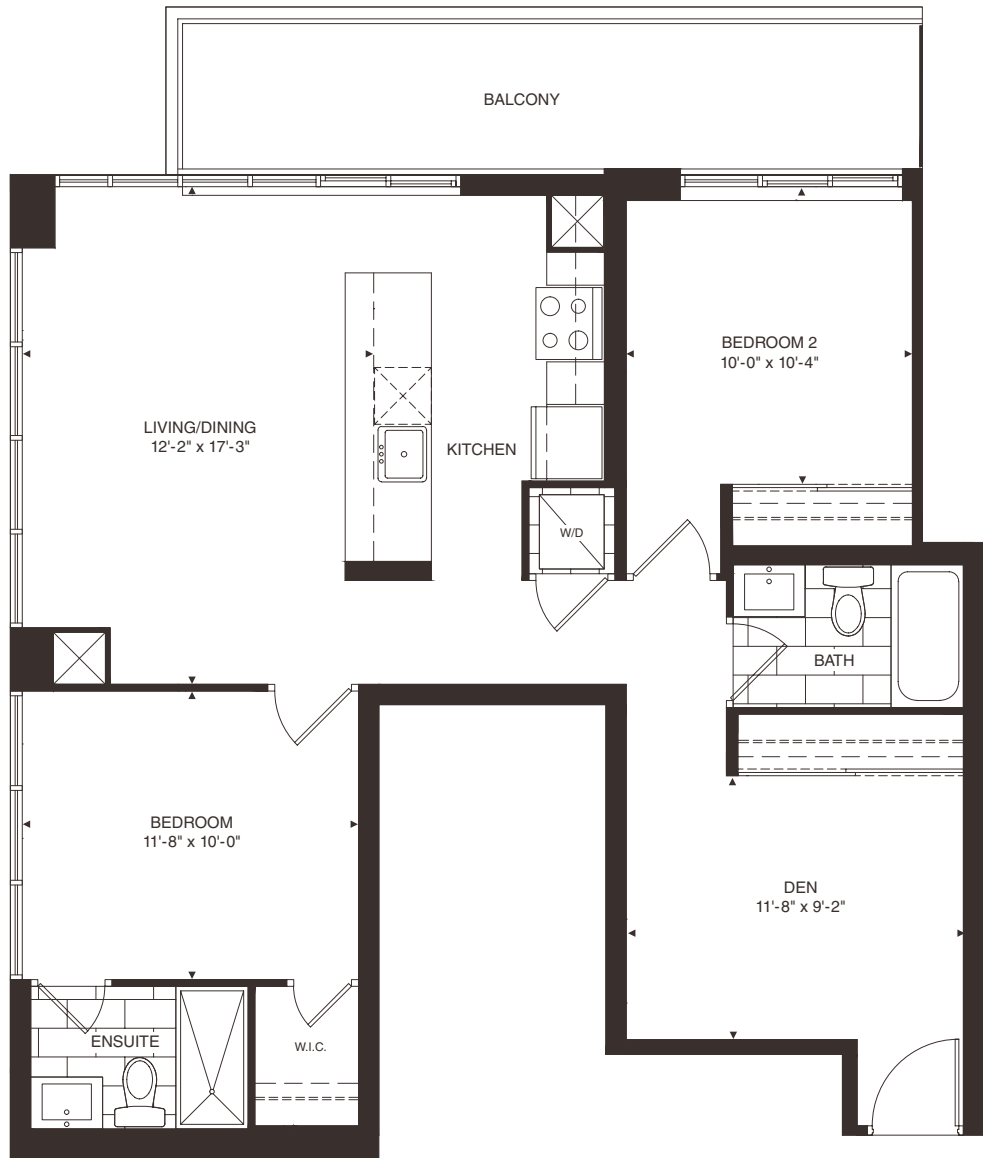 BALCONY
BEDROOM 2
10'-0" x 10'-4"
LIVING/DINING
12'-2" x 17'-3"
KITCHEN
W/D
BATH
BEDROOM
11'-8" x 10'-0"
DEN
11'-8" x 9'-2"
ENSUITE
W.I.C.